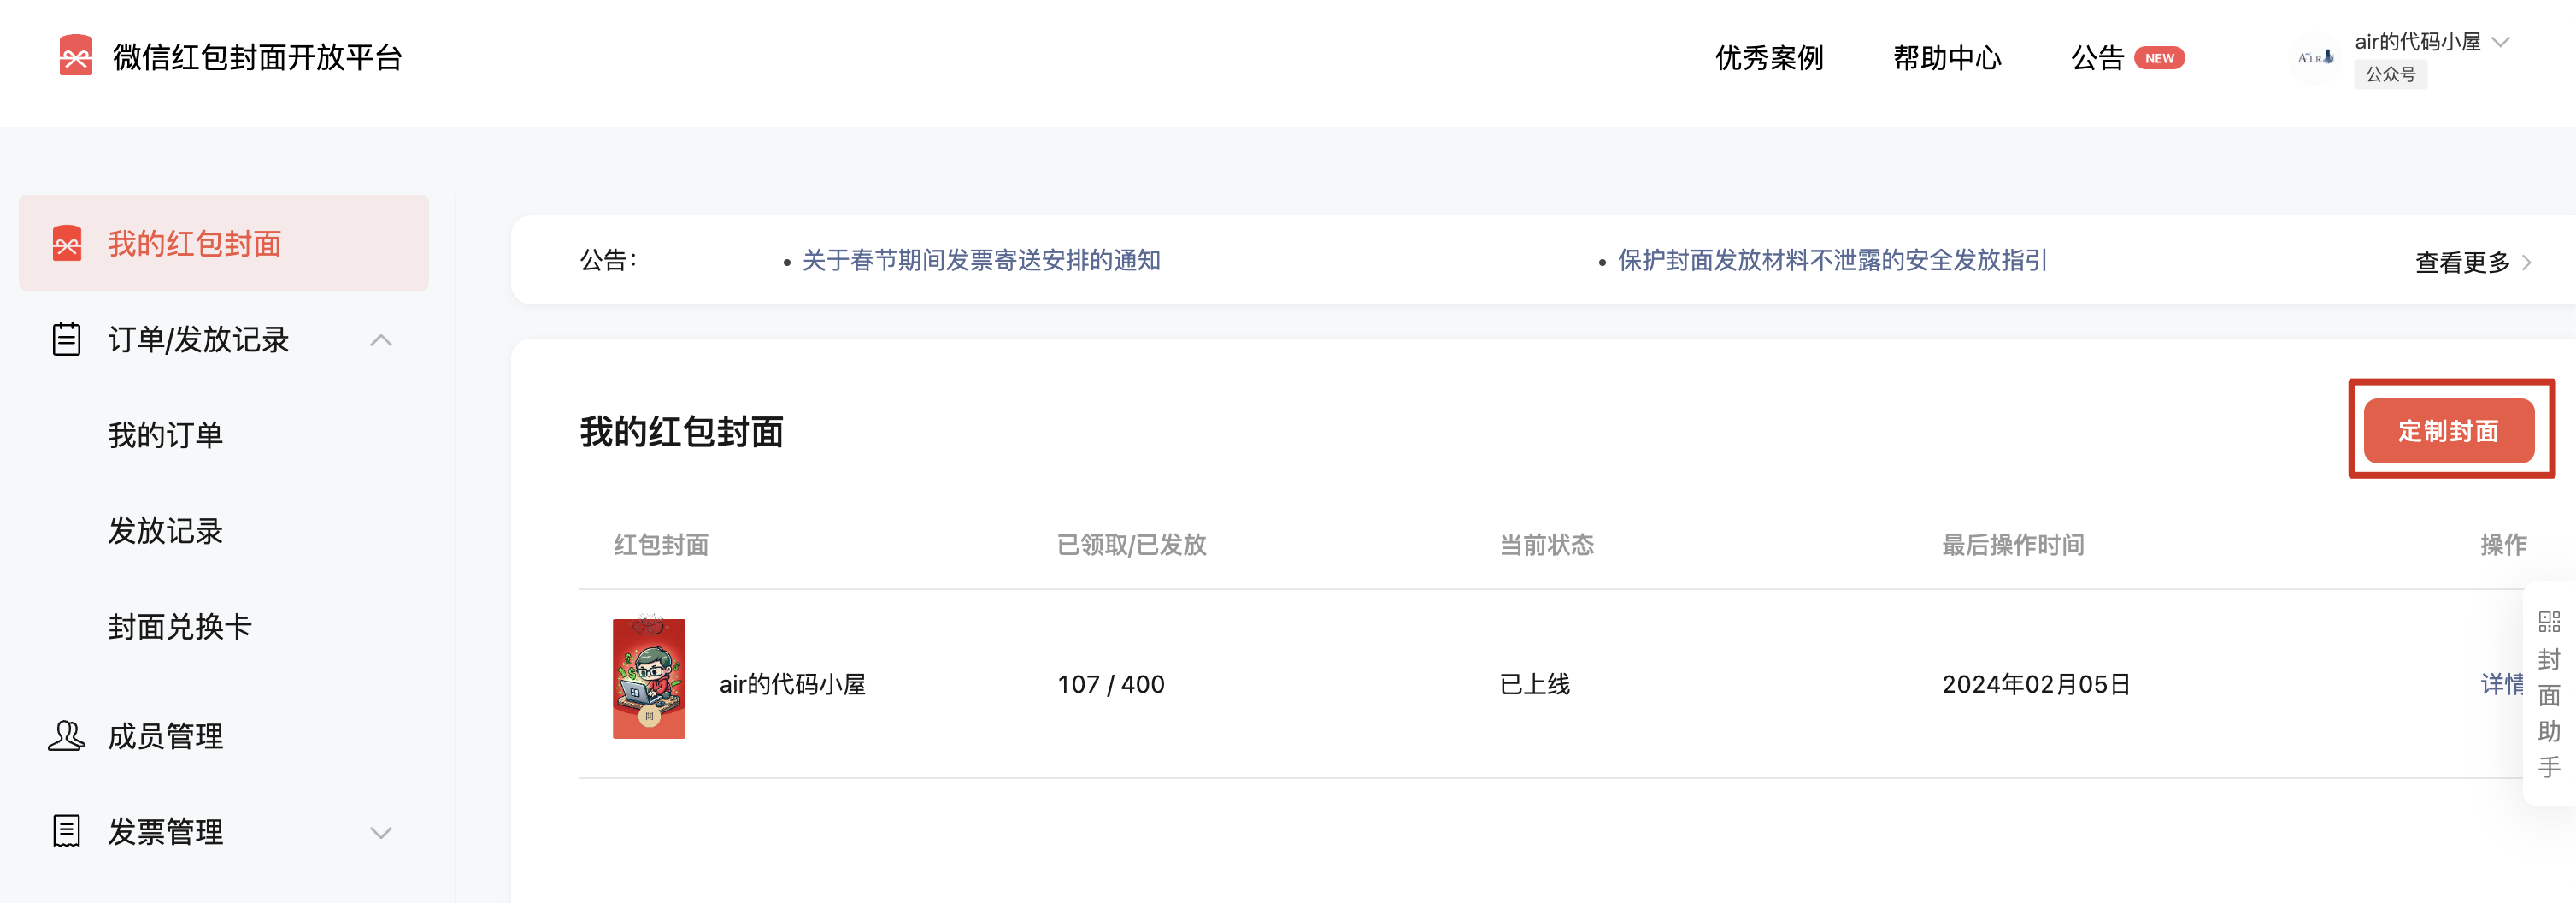 微信红包封面开放平台
优秀案例
帮助中心
公告 NEW
air的代码小屋
公众号
我的红包封面
订单/发放记录
我的订单
发放记录
封面兑换卡
成员管理
发票管理
公告：
• 关于春节期间发票寄送安排的通知
• 保护封面发放材料不泄露的安全发放指引
查看更多
我的红包封面
定制封面
红包封面 已领取/已发放 当前状态 最后操作时间 操作
air的代码小屋 107 / 400 已上线 2024年02月05日 详情
開
封面助手